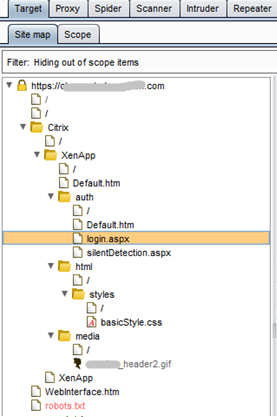 Target Proxy Spider Scanner Intruder Repeater
Site map Scope
Filter: Hiding out of scope items
https:// .com
/
/
Citrix
/
XenApp
/
Default.htm
auth
/
Default.htm
login.aspx
silentDetection.aspx
html
/
styles
/
basicStyle.css
media
/
_header2.gif
XenApp
WebInterface.htm
robots.txt